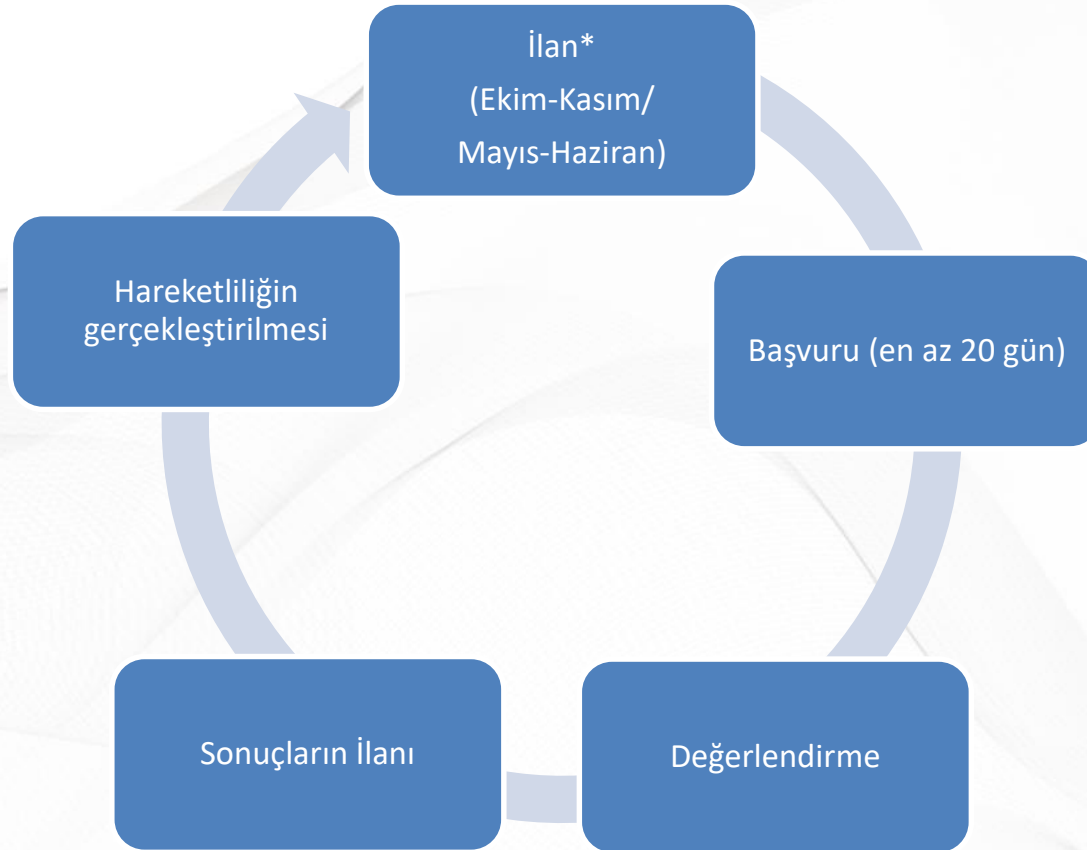 İlan*
(Ekim-Kasım/
Mayıs-Haziran)
Başvuru (en az 20 gün)
Değerlendirme
Sonuçların İlanı
Hareketliliğin
gerçekleştirilmesi